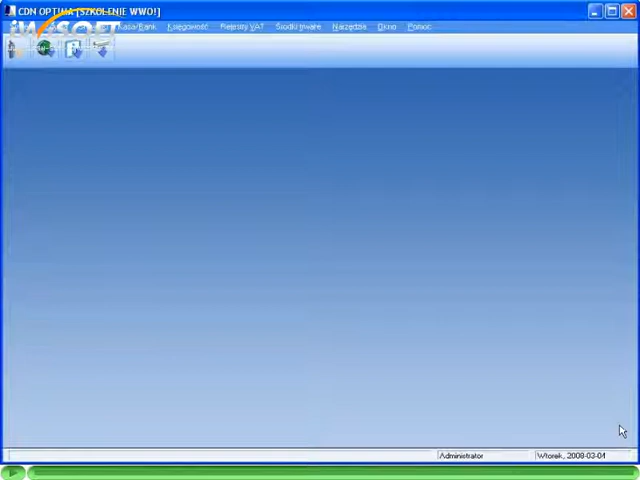 CDN OPTIMA [SZKOLENIE WWO!]
IWASOFT
Kasa/Bank Księgowość Rejestry VAT Środki trwałe Narzędzia Okno Pomoc
Administrator Wtorek, 2008-03-04